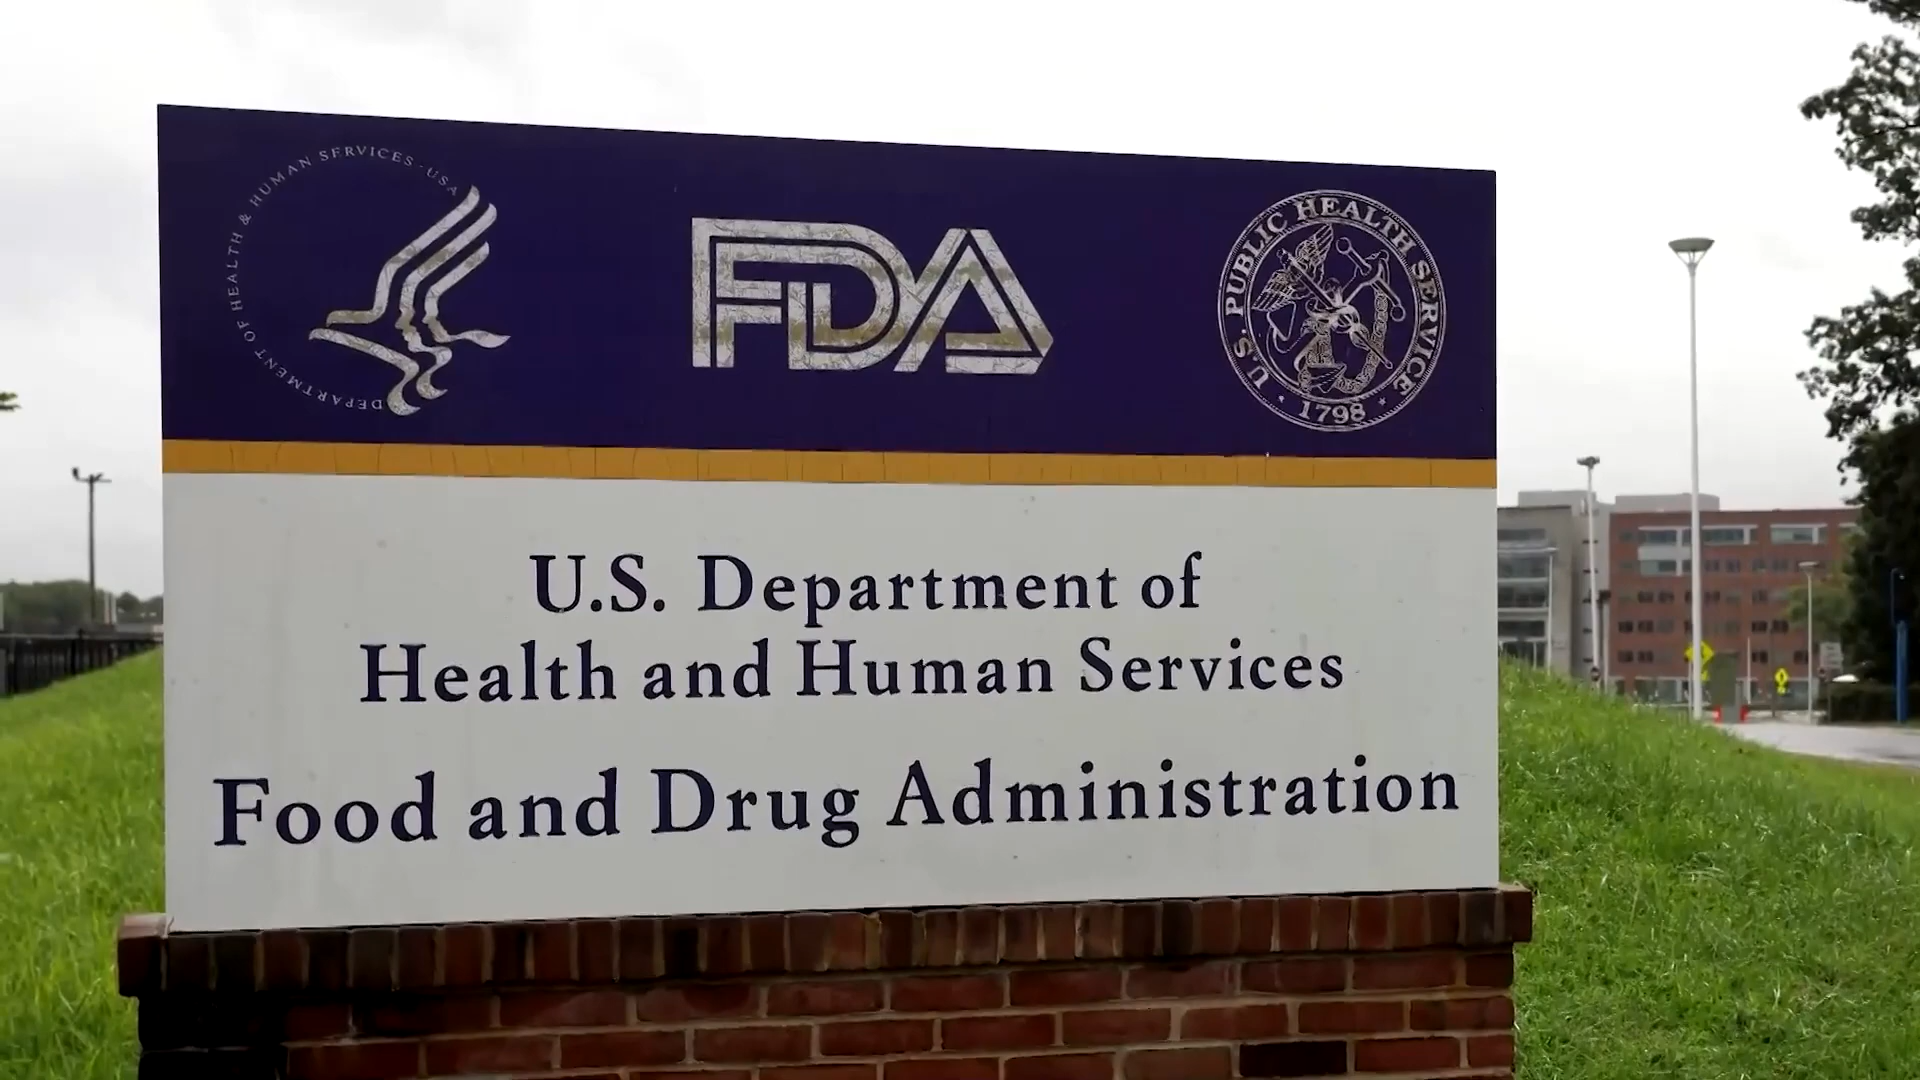 DEPARTMENT OF HEALTH & HUMAN SERVICES · USA
FDA
U.S. PUBLIC HEALTH SERVICE
1798
U.S. Department of
Health and Human Services
Food and Drug Administration